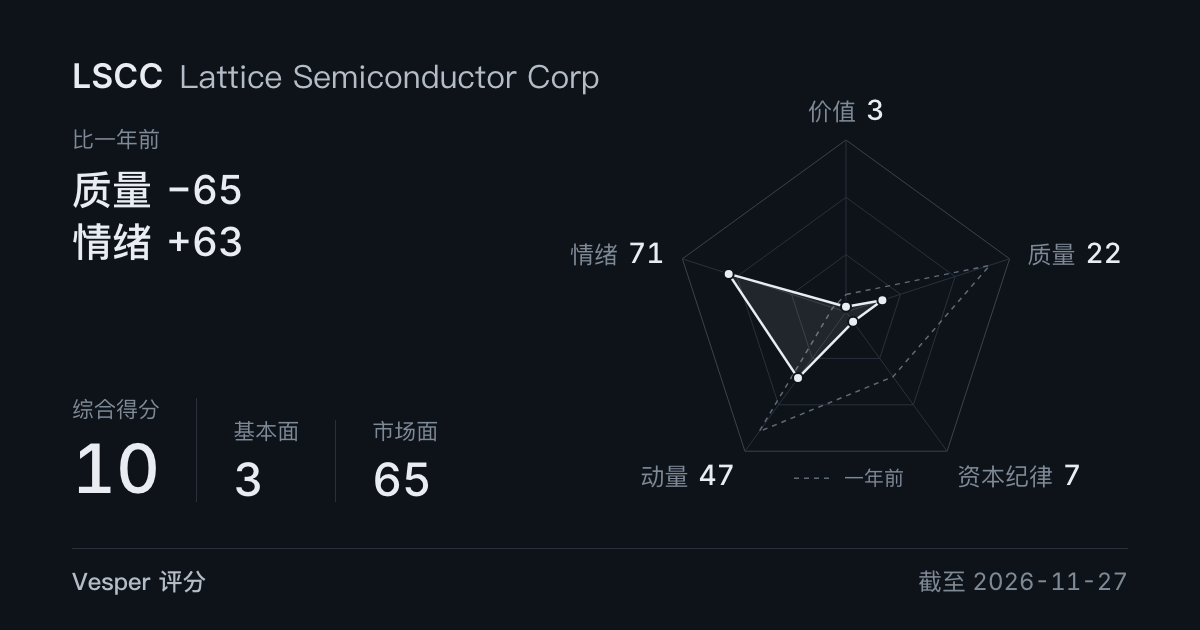 LSCC Lattice Semiconductor Corp
比一年前
质量 −65
情绪 +63
价值 3
情绪 71
质量 22
动量 47
---- 一年前
资本纪律 7
综合得分
10
基本面
3
市场面
65
Vesper 评分
截至 2026-11-27